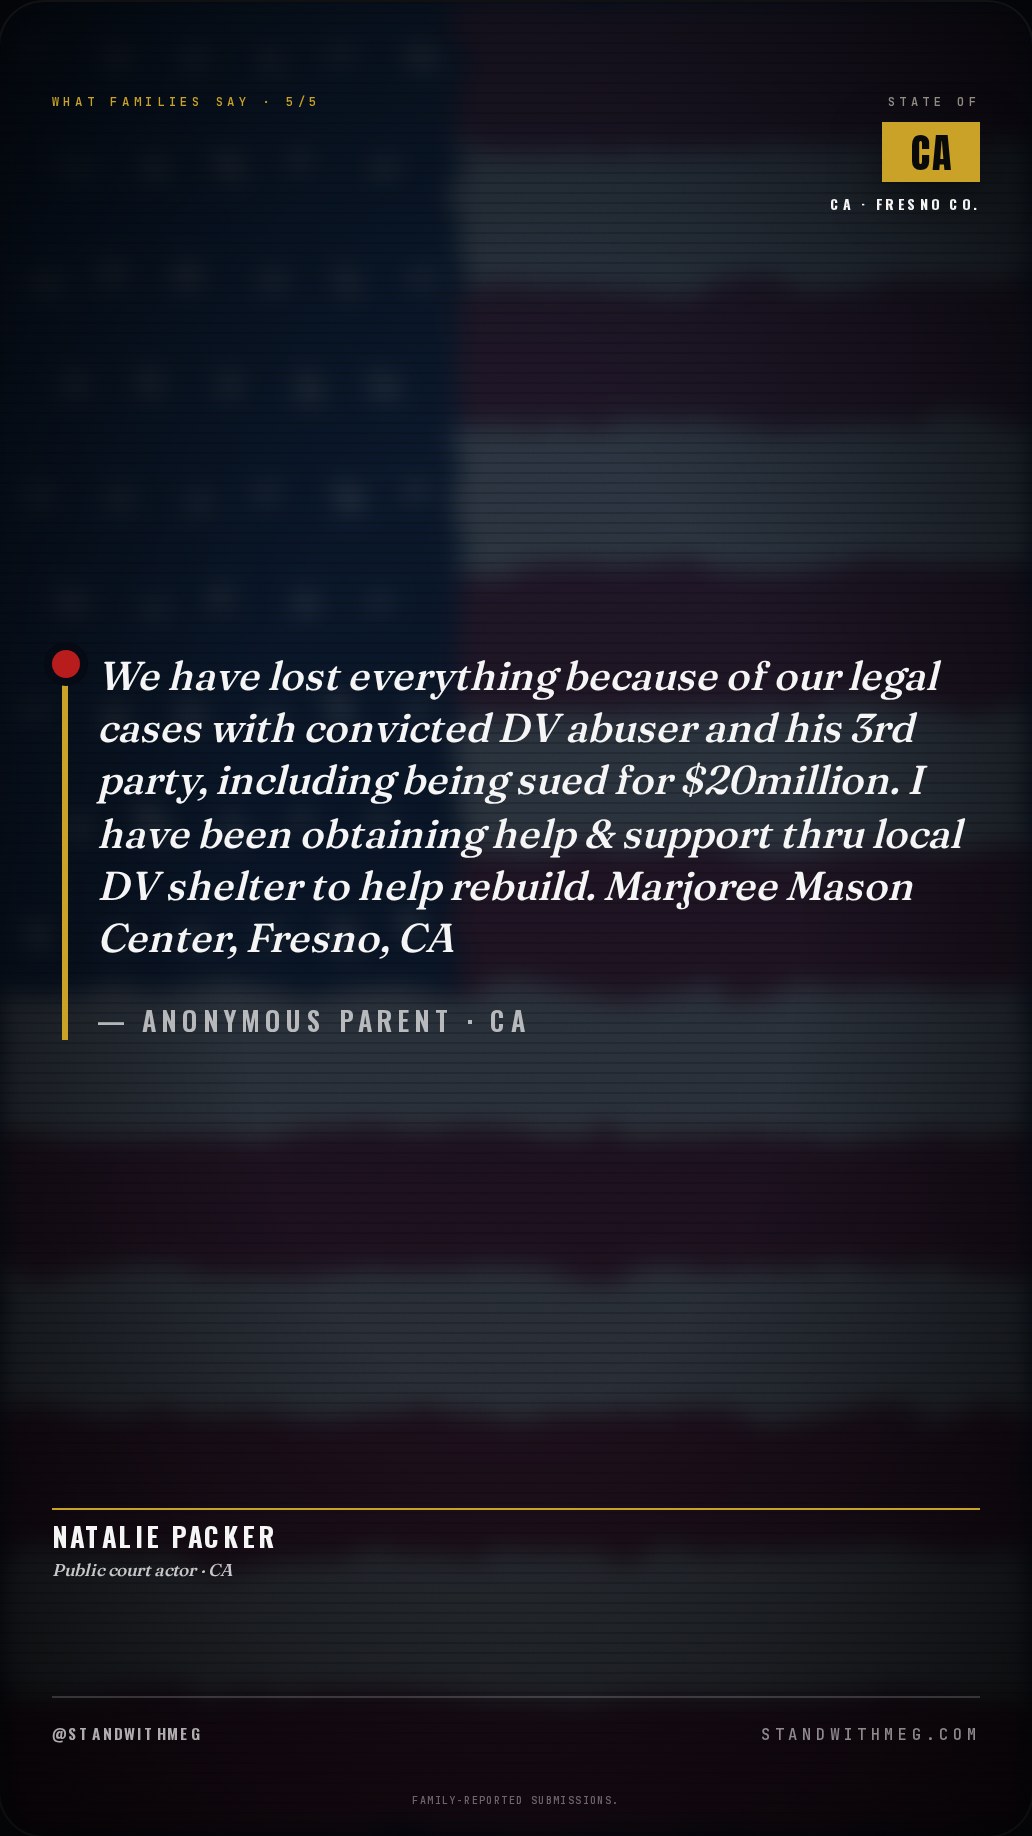 WHAT FAMILIES SAY · 5/5
STATE OF
CA
CA · FRESNO CO.
We have lost everything because of our legal
cases with convicted DV abuser and his 3rd
party, including being sued for $20million. I
have been obtaining help & support thru local
DV shelter to help rebuild. Marjoree Mason
Center, Fresno, CA
— ANONYMOUS PARENT · CA
NATALIE PACKER
Public court actor · CA
@STANDWITHMEG
STANDWITHMEG.COM
FAMILY-REPORTED SUBMISSIONS.